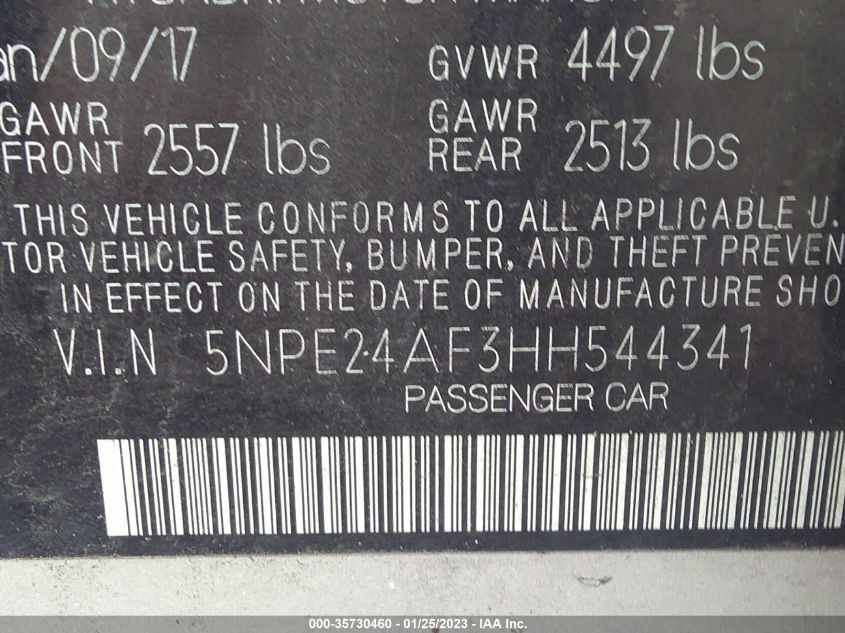 an/09/17 GVWR 4497 lbs
GAWR FRONT 2557 lbs GAWR REAR 2513 lbs
THIS VEHICLE CONFORMS TO ALL APPLICABLE U.
TOR VEHICLE SAFETY, BUMPER, AND THEFT PREVEN
IN EFFECT ON THE DATE OF MANUFACTURE SHO
V.I.N 5NPE24AF3HH544341
PASSENGER CAR
000-35730460 - 01/25/2023 - IAA Inc.